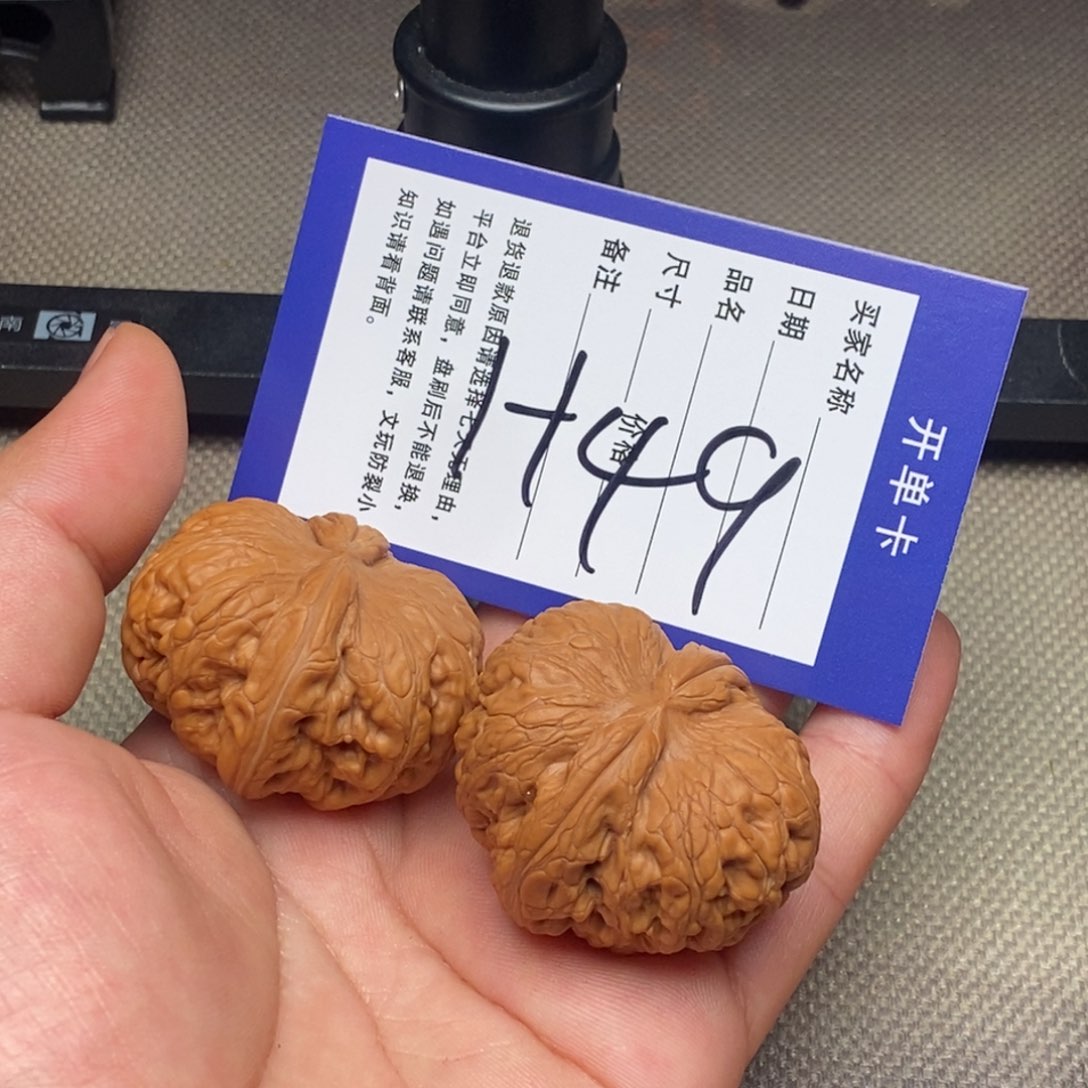 开单卡
买家名称
日期
品名
尺寸 价格
备注
退货退款原因请选择七天无理由，
平台立即同意，盘刷后不能退换，
如遇问题请联系客服，文玩防裂小
知识请看背面。